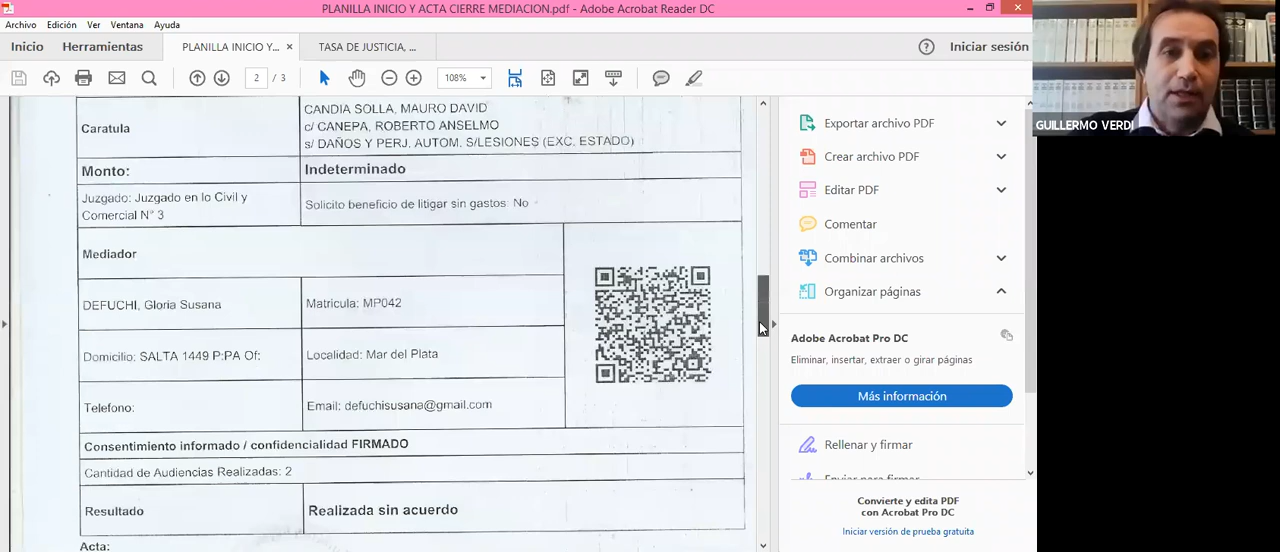 PLANILLA INICIO Y ACTA CIERRE MEDIACION.pdf - Adobe Acrobat Reader DC
Archivo Edición Ver Ventana Ayuda
Inicio Herramientas PLANILLA INICIO Y... × TASA DE JUSTICIA, ... Iniciar sesión
2 / 3 108%
Caratula
CANDIA SOLLA, MAURO DAVID
c/ CANEPA, ROBERTO ANSELMO
s/ DAÑOS Y PERJ. AUTOM. S/LESIONES (EXC. ESTADO)
Monto: Indeterminado
Juzgado: Juzgado en lo Civil y
Comercial N° 3
Solicito beneficio de litigar sin gastos: No
Mediador
DEFUCHI, Gloria Susana Matricula: MP042
Domicilio: SALTA 1449 P:PA Of: Localidad: Mar del Plata
Telefono: Email: defuchisusana@gmail.com
Consentimiento informado / confidencialidad FIRMADO
Cantidad de Audiencias Realizadas: 2
Resultado Realizada sin acuerdo
Acta:
Exportar archivo PDF
Crear archivo PDF
Editar PDF
Comentar
Combinar archivos
Organizar páginas
Adobe Acrobat Pro DC
Eliminar, insertar, extraer o girar páginas
Más información
Rellenar y firmar
Enviar para firmar
Convierte y edita PDF
con Acrobat Pro DC
Iniciar versión de prueba gratuita
GUILLERMO VERDI